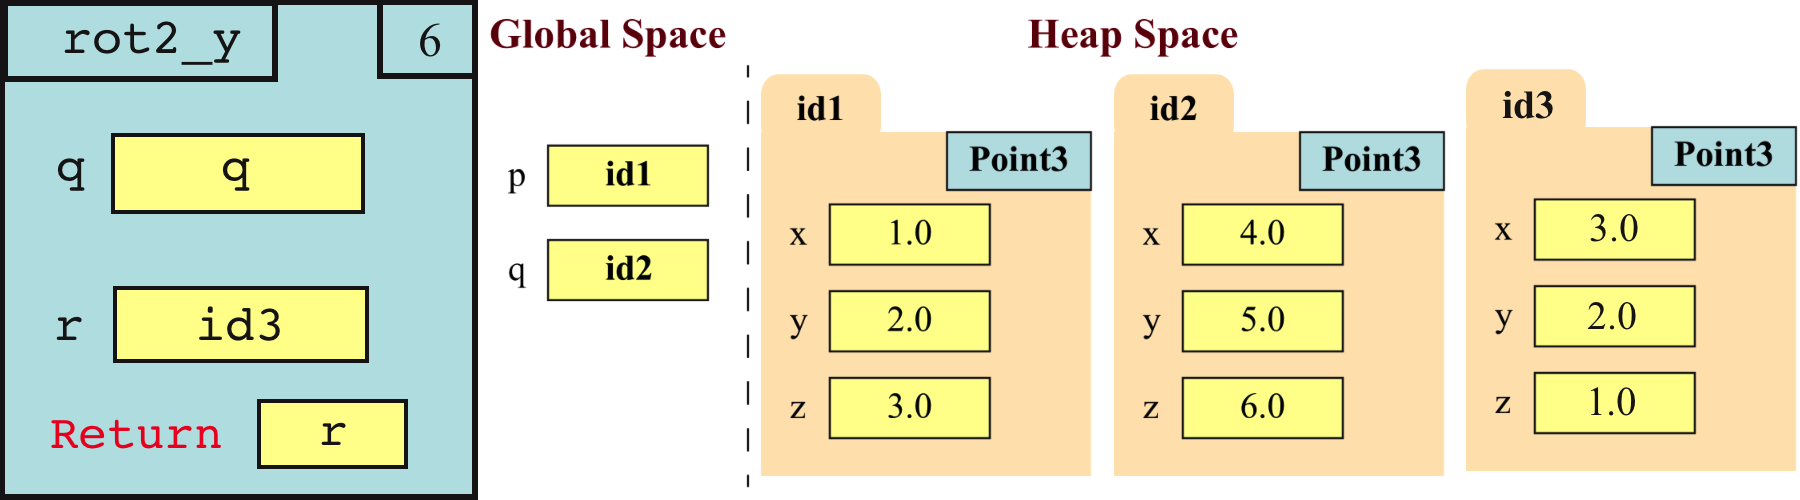 rot2_y 6
q q
r id3
Return r
Global Space
p id1
q id2
Heap Space
id1
Point3
x 1.0
y 2.0
z 3.0
id2
Point3
x 4.0
y 5.0
z 6.0
id3
Point3
x 3.0
y 2.0
z 1.0